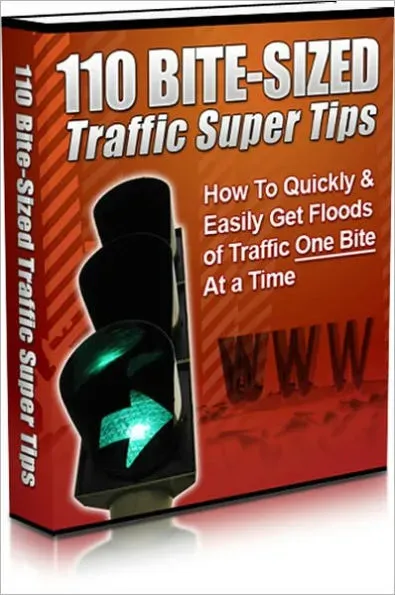 110 BITE-SIZED
Traffic Super Tips
How To Quickly &
Easily Get Floods
of Traffic One Bite
At a Time
WWW
110 Bite-Sized Traffic Super Tips